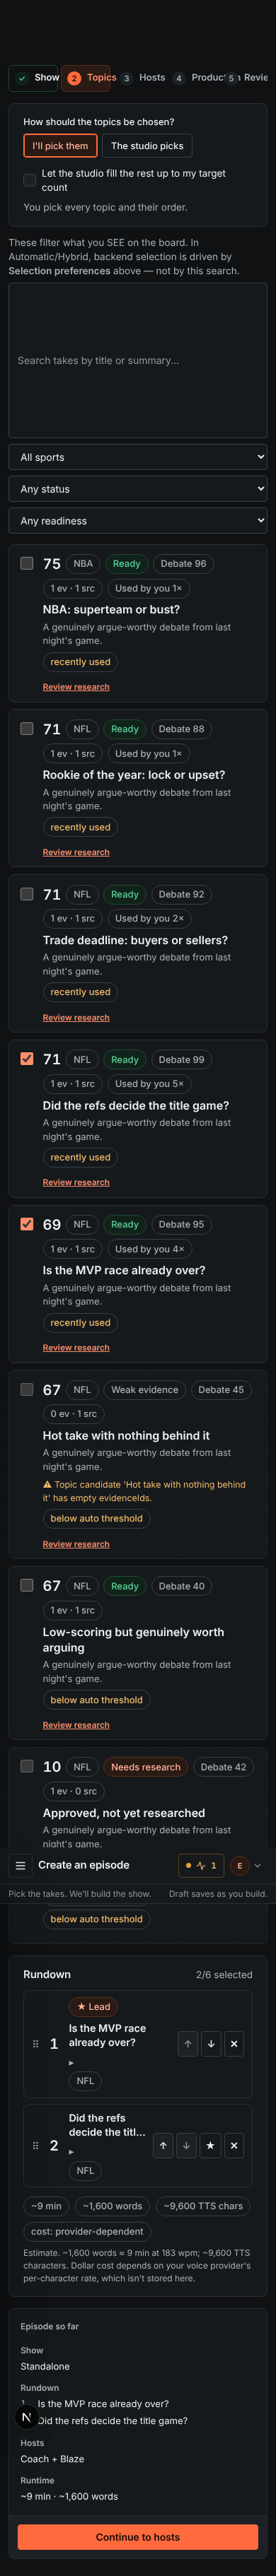 Show
2 Topics
3 Hosts
4 Product
5 Revie
How should the topics be chosen?
I'll pick them
The studio picks
Let the studio fill the rest up to my target
count
You pick every topic and their order.
These filter what you SEE on the board. In
Automatic/Hybrid, backend selection is driven by
Selection preferences above — not by this search.
Search takes by title or summary…
All sports
Any status
Any readiness
75 NBA Ready Debate 96
1 ev · 1 src Used by you 1×
NBA: superteam or bust?
A genuinely argue-worthy debate from last
night's game.
recently used
Review research
71 NFL Ready Debate 88
1 ev · 1 src Used by you 1×
Rookie of the year: lock or upset?
A genuinely argue-worthy debate from last
night's game.
recently used
Review research
71 NFL Ready Debate 92
1 ev · 1 src Used by you 2×
Trade deadline: buyers or sellers?
A genuinely argue-worthy debate from last
night's game.
recently used
Review research
71 NFL Ready Debate 99
1 ev · 1 src Used by you 5×
Did the refs decide the title game?
A genuinely argue-worthy debate from last
night's game.
recently used
Review research
69 NFL Ready Debate 95
1 ev · 1 src Used by you 4×
Is the MVP race already over?
A genuinely argue-worthy debate from last
night's game.
recently used
Review research
67 NFL Weak evidence Debate 45
0 ev · 1 src
Hot take with nothing behind it
A genuinely argue-worthy debate from last
night's game.
⚠ Topic candidate 'Hot take with nothing behind
it' has empty evidenceIds.
below auto threshold
Review research
67 NFL Ready Debate 40
1 ev · 1 src
Low-scoring but genuinely worth
arguing
A genuinely argue-worthy debate from last
night's game.
below auto threshold
Review research
10 NFL Needs research Debate 42
1 ev · 0 src
Approved, not yet researched
A genuinely argue-worthy debate from last
night's game.
Create an episode
1
E
Pick the takes. We'll build the show.
Draft saves as you build.
below auto threshold
Rundown
2/6 selected
★ Lead
1 Is the MVP race
already over?
NFL
2 Did the refs
decide the titl…
NFL
~9 min ~1,600 words ~9,600 TTS chars
cost: provider-dependent
Estimate. ~1,600 words ≈ 9 min at 183 wpm; ~9,600 TTS
characters. Dollar cost depends on your voice provider's
per-character rate, which isn't stored here.
Episode so far
Show
Standalone
Rundown
Is the MVP race already over?
Did the refs decide the title game?
N
Hosts
Coach + Blaze
Runtime
~9 min · ~1,600 words
Continue to hosts